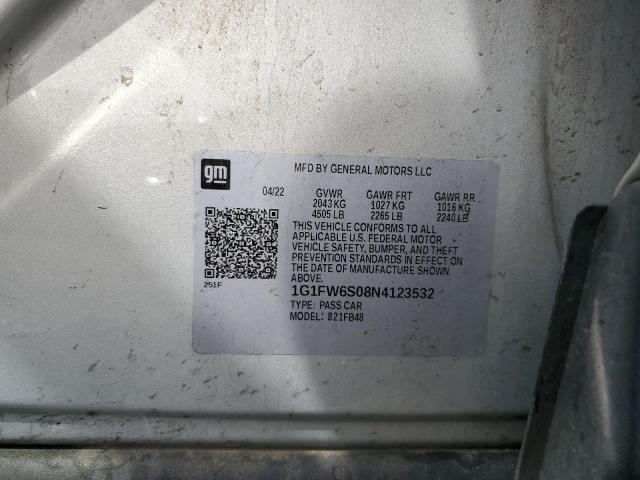 gm
MFD BY GENERAL MOTORS LLC
04/22 GVWR GAWR FRT GAWR RR
2043 KG 1027 KG 1016 KG
4505 LB 2265 LB 2240 LB
THIS VEHICLE CONFORMS TO ALL
APPLICABLE U.S. FEDERAL MOTOR
VEHICLE SAFETY, BUMPER, AND THEFT
PREVENTION STANDARDS IN EFFECT ON
THE DATE OF MANUFACTURE SHOWN
ABOVE.
251F
1G1FW6S08N4123532
TYPE: PASS CAR
MODEL: 821FB48